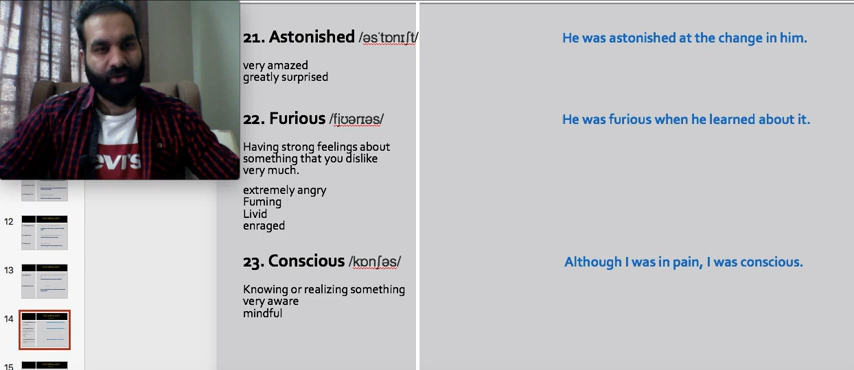 21. Astonished /əsˈtɒnɪʃt/
He was astonished at the change in him.
very amazed
greatly surprised
22. Furious /fjʊərɪəs/
He was furious when he learned about it.
Having strong feelings about
something that you dislike
very much.
extremely angry
Fuming
Livid
enraged
23. Conscious /kɒnʃəs/
Although I was in pain, I was conscious.
Knowing or realizing something
very aware
mindful
12
13
14
15